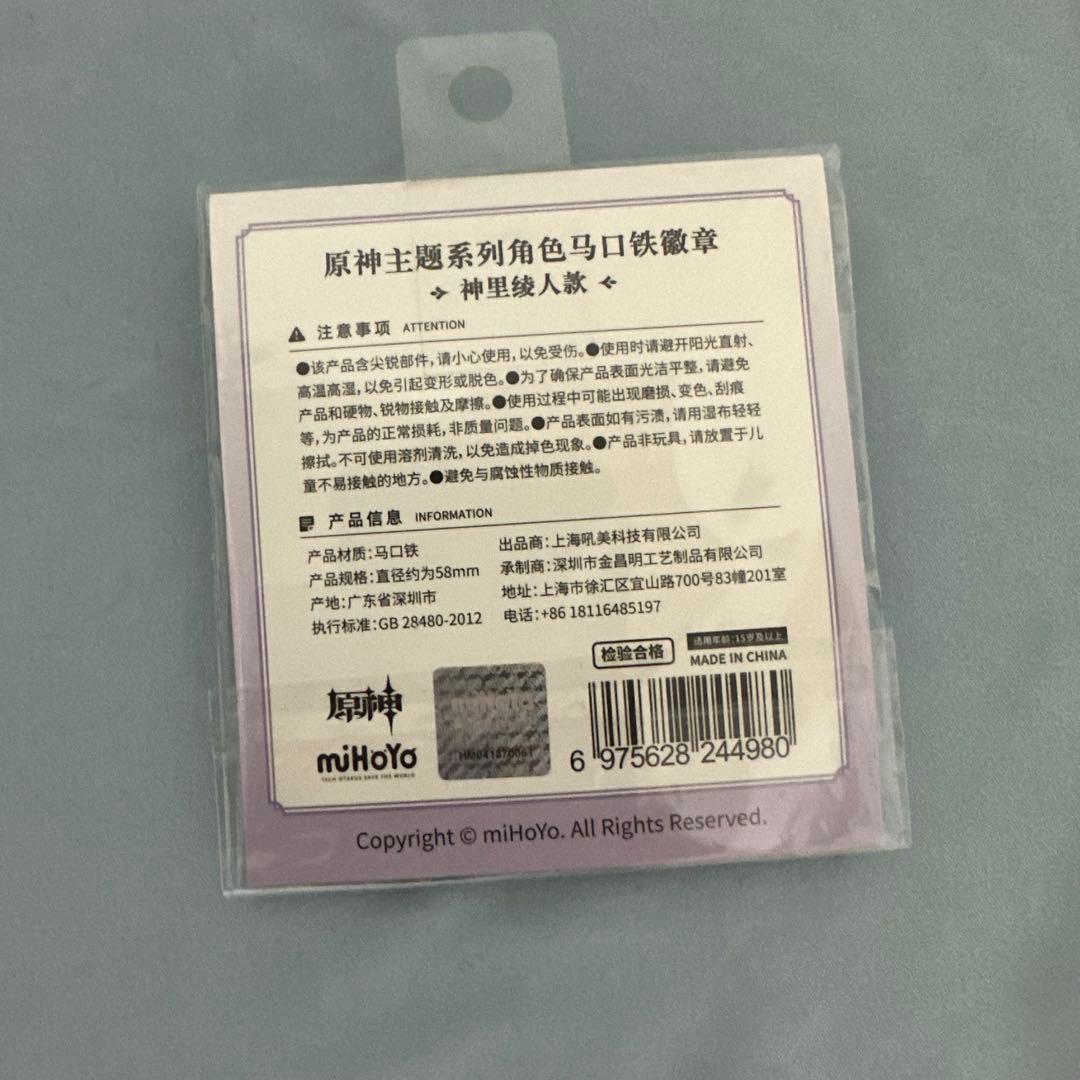 原神主题系列角色马口铁徽章
神里绫人款
注意事项 ATTENTION
●该产品含尖锐部件,请小心使用,以免受伤。●使用时请避开阳光直射、
高温高湿,以免引起变形或脱色。●为了确保产品表面光洁平整,请避免
产品和硬物、锐物接触及摩擦。●使用过程中可能出现磨损、变色、刮痕
等,为产品的正常损耗,非质量问题。●产品表面如有污渍,请用湿布轻轻
擦拭。不可使用溶剂清洗,以免造成掉色现象。●产品非玩具,请放置于儿
童不易接触的地方。●避免与腐蚀性物质接触。
产品信息 INFORMATION
产品材质:马口铁
产品规格:直径约为58mm
产地:广东省深圳市
执行标准:GB 28480-2012
出品商:上海吼美科技有限公司
承制商:深圳市金昌明工艺制品有限公司
地址:上海市徐汇区宜山路700号83幢201室
电话:+86 18116485197
检验合格
适用年龄:15岁及以上
MADE IN CHINA
原神
miHoYo
TECH OTAKUS SAVE THE WORLD
HM041870061
6 975628 244980
Copyright © miHoYo. All Rights Reserved.